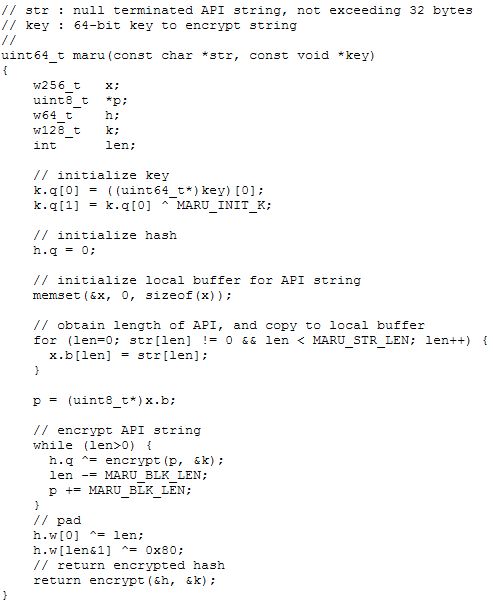 // str : null terminated API string, not exceeding 32 bytes
// key : 64-bit key to encrypt string
//
uint64_t maru(const char *str, const void *key)
{
    w256_t   x;
    uint8_t  *p;
    w64_t    h;
    w128_t   k;
    int      len;

    // initialize key
    k.q[0] = ((uint64_t*)key)[0];
    k.q[1] = k.q[0] ^ MARU_INIT_K;

    // initialize hash
    h.q = 0;

    // initialize local buffer for API string
    memset(&x, 0, sizeof(x));

    // obtain length of API, and copy to local buffer
    for (len=0; str[len] != 0 && len < MARU_STR_LEN; len++) {
      x.b[len] = str[len];
    }

    p = (uint8_t*)x.b;

    // encrypt API string
    while (len>0) {
      h.q ^= encrypt(p, &k);
      len -= MARU_BLK_LEN;
      p += MARU_BLK_LEN;
    }
    // pad
    h.w[0] ^= len;
    h.w[len&1] ^= 0x80;
    // return encrypted hash
    return encrypt(&h, &k);
}